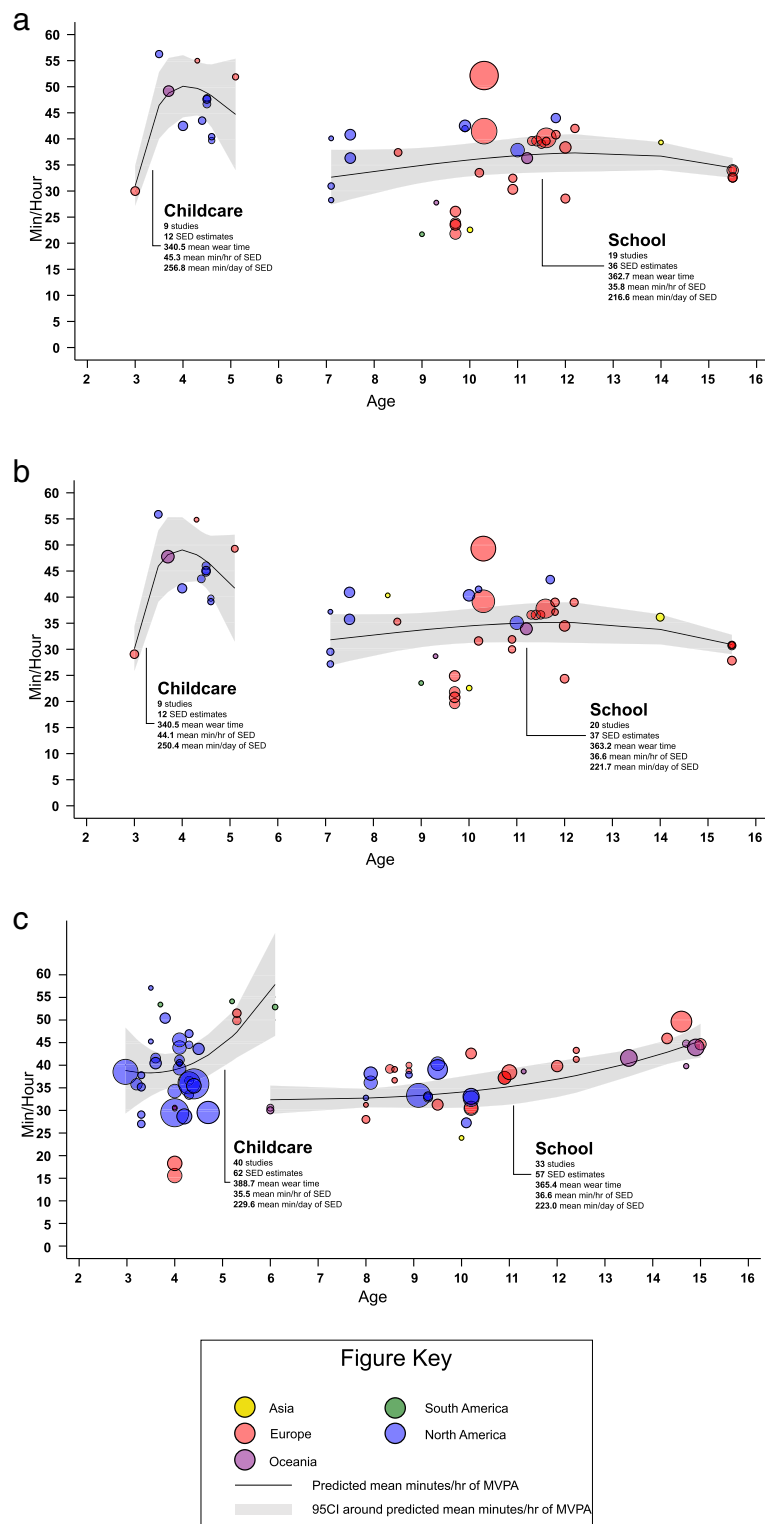 a
60
55
50
45
40
35
30
25
20
15
10
5
0
Min/Hour
Childcare
9 studies
12 SED estimates
340.5 mean wear time
45.3 mean min/hr of SED
256.8 mean min/day of SED
School
19 studies
36 SED estimates
362.7 mean wear time
35.8 mean min/hr of SED
216.6 mean min/day of SED
2 3 4 5 6 7 8 9 10 11 12 13 14 15 16
Age
b
60
55
50
45
40
35
30
25
20
15
10
5
0
Min/Hour
Childcare
9 studies
12 SED estimates
340.5 mean wear time
44.1 mean min/hr of SED
250.4 mean min/day of SED
School
20 studies
37 SED estimates
363.2 mean wear time
36.6 mean min/hr of SED
221.7 mean min/day of SED
2 3 4 5 6 7 8 9 10 11 12 13 14 15 16
Age
c
60
55
50
45
40
35
30
25
20
15
10
5
0
Min/Hour
Childcare
40 studies
62 SED estimates
388.7 mean wear time
35.5 mean min/hr of SED
229.6 mean min/day of SED
School
33 studies
57 SED estimates
365.4 mean wear time
36.6 mean min/hr of SED
223.0 mean min/day of SED
2 3 4 5 6 7 8 9 10 11 12 13 14 15 16
Age
Figure Key
Asia
South America
Europe
North America
Oceania
Predicted mean minutes/hr of MVPA
95CI around predicted mean minutes/hr of MVPA